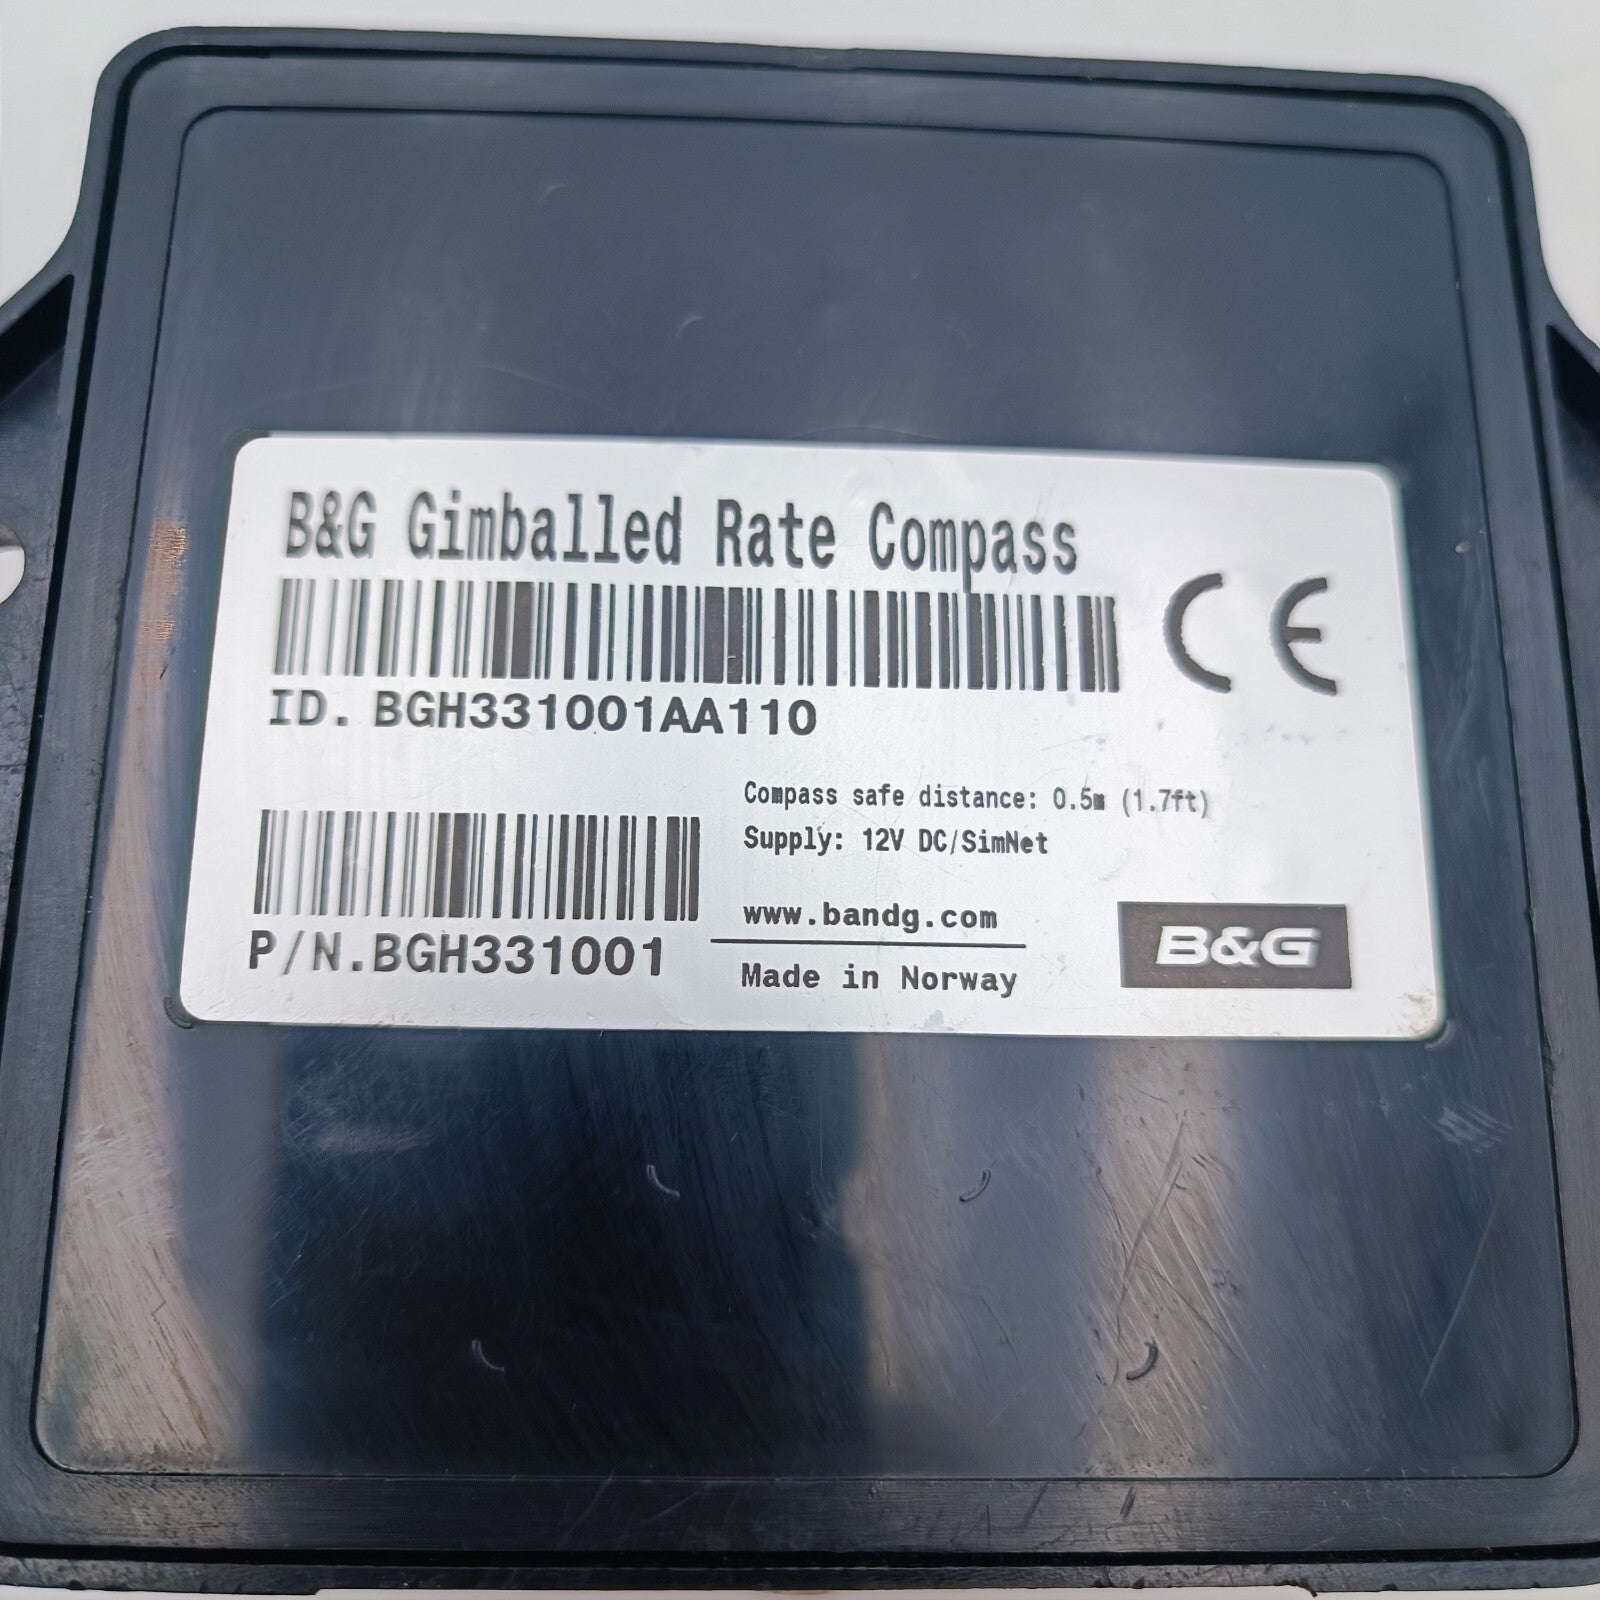 B&G Gimballed Rate Compass
CE
ID. BGH331001AA110
Compass safe distance: 0.5m (1.7ft)
Supply: 12V DC/SimNet
www.bandg.com
P/N.BGH331001
Made in Norway
B&G